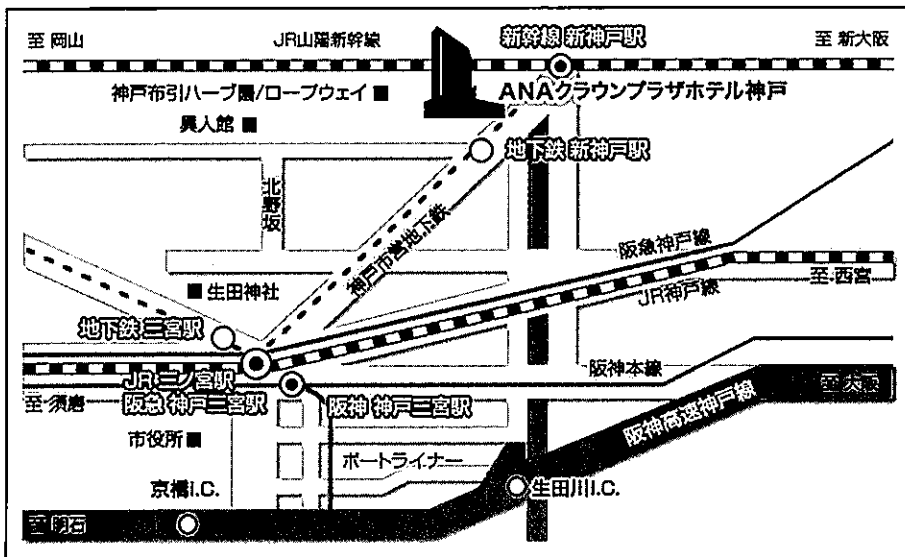 至 岡山
JR山陽新幹線
新幹線 新神戸駅
至 新大阪
神戸布引ハーブ園/ロープウェイ
ANAクラウンプラザホテル神戸
異人館
地下鉄 新神戸駅
北野坂
神戸市営地下鉄
阪急神戸線
JR神戸線
至 西宮
生田神社
地下鉄 三宮駅
JR 三ノ宮駅
阪急 神戸三宮駅
阪神 神戸三宮駅
阪神本線
至 大阪
至 須磨
阪神高速神戸線
市役所
ポートライナー
京橋I.C.
生田川I.C.
至 明石